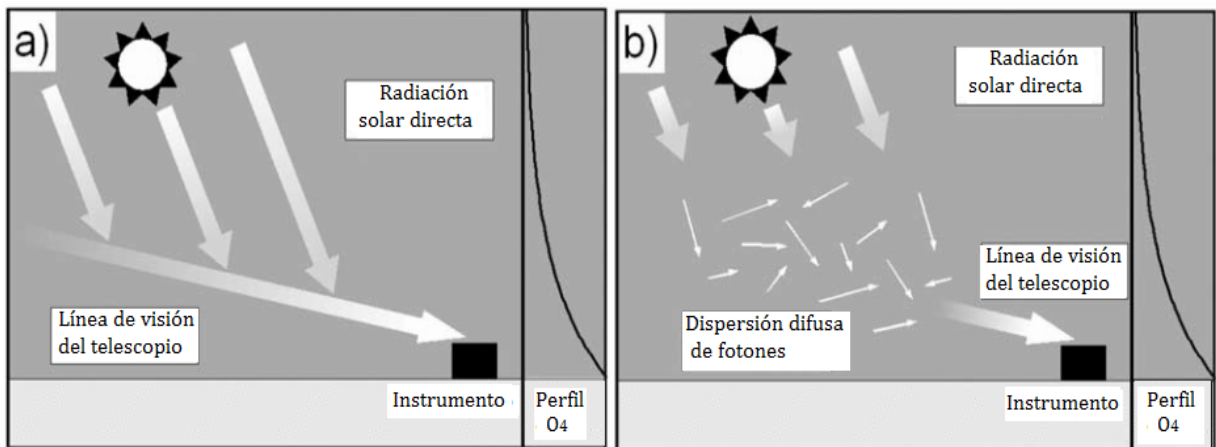 a)
Radiación
solar directa
Línea de visión
del telescopio
Instrumento
Perfil
O4
b)
Radiación
solar directa
Línea de visión
del telescopio
Dispersión difusa
de fotones
Instrumento
Perfil
O4